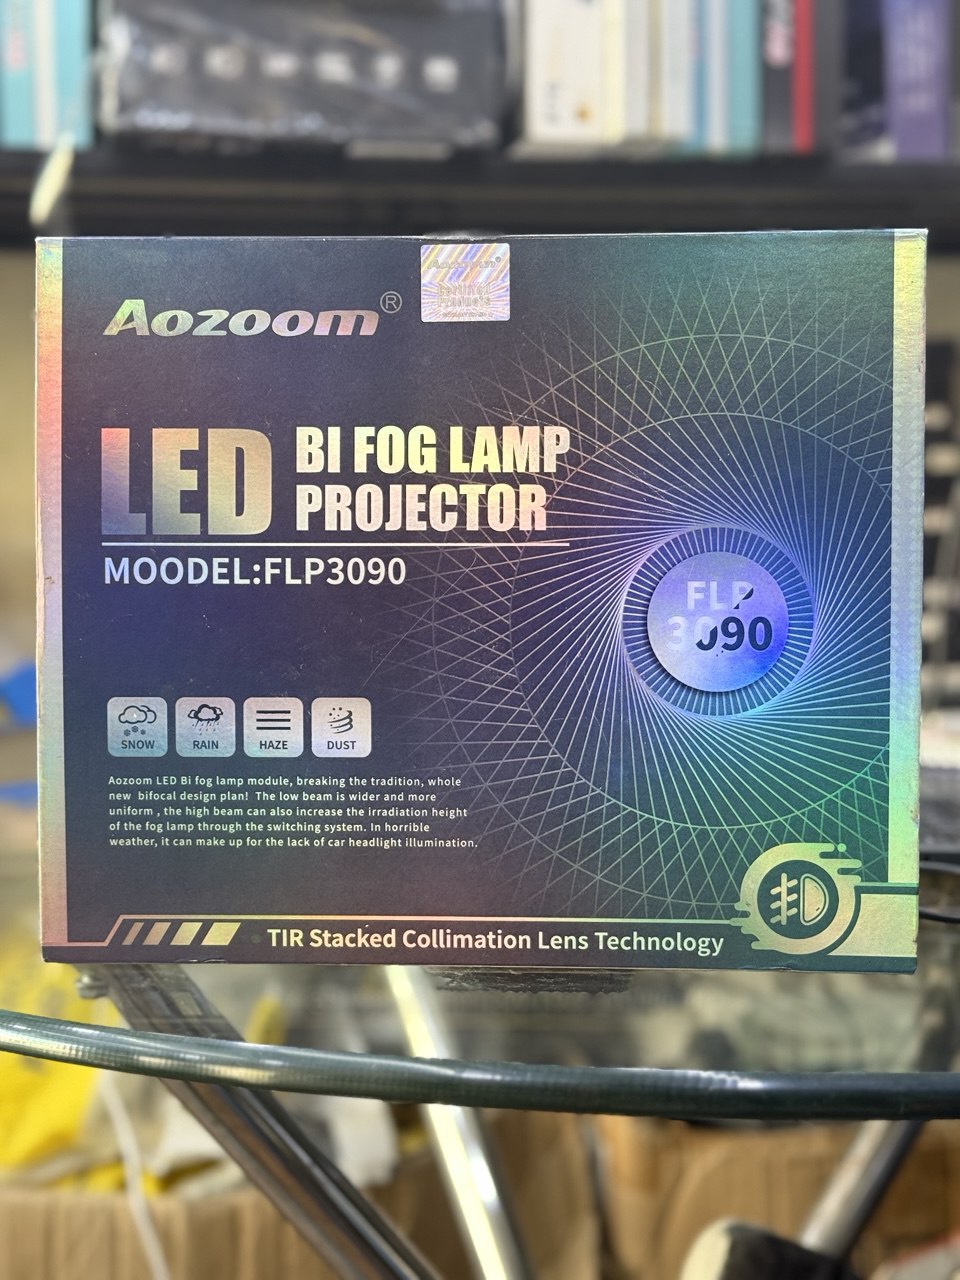 Aozoom®
Certified
Products
LED
BI FOG LAMP
PROJECTOR
MOODEL:FLP3090
FLP
3090
SNOW
RAIN
HAZE
DUST
Aozoom LED Bi fog lamp module, breaking the tradition, whole
new bifocal design plan! The low beam is wider and more
uniform , the high beam can also increase the irradiation height
of the fog lamp through the switching system. In horrible
weather, it can make up for the lack of car headlight illumination.
TIR Stacked Collimation Lens Technology